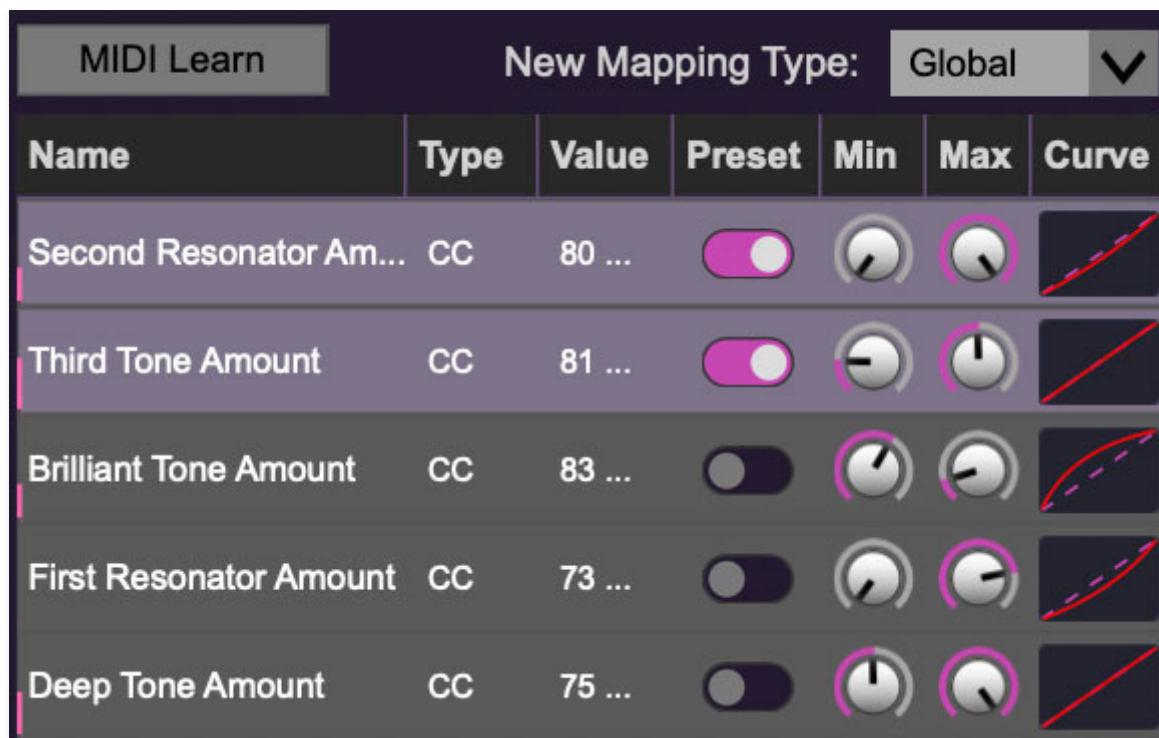 MIDI Learn New Mapping Type: Global
Name Type Value Preset Min Max Curve
Second Resonator Am... CC 80 ...
Third Tone Amount CC 81 ...
Brilliant Tone Amount CC 83 ...
First Resonator Amount CC 73 ...
Deep Tone Amount CC 75 ...